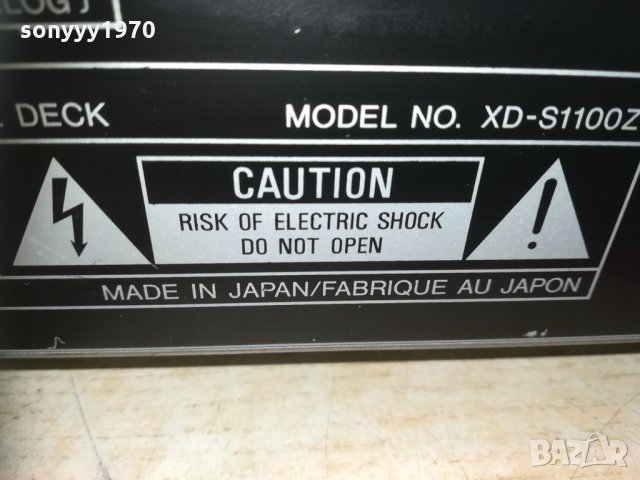 sonyyy1970
DECK MODEL NO. XD-S1100Z
CAUTION
RISK OF ELECTRIC SHOCK
DO NOT OPEN
MADE IN JAPAN/FABRIQUE AU JAPON
BAZAR